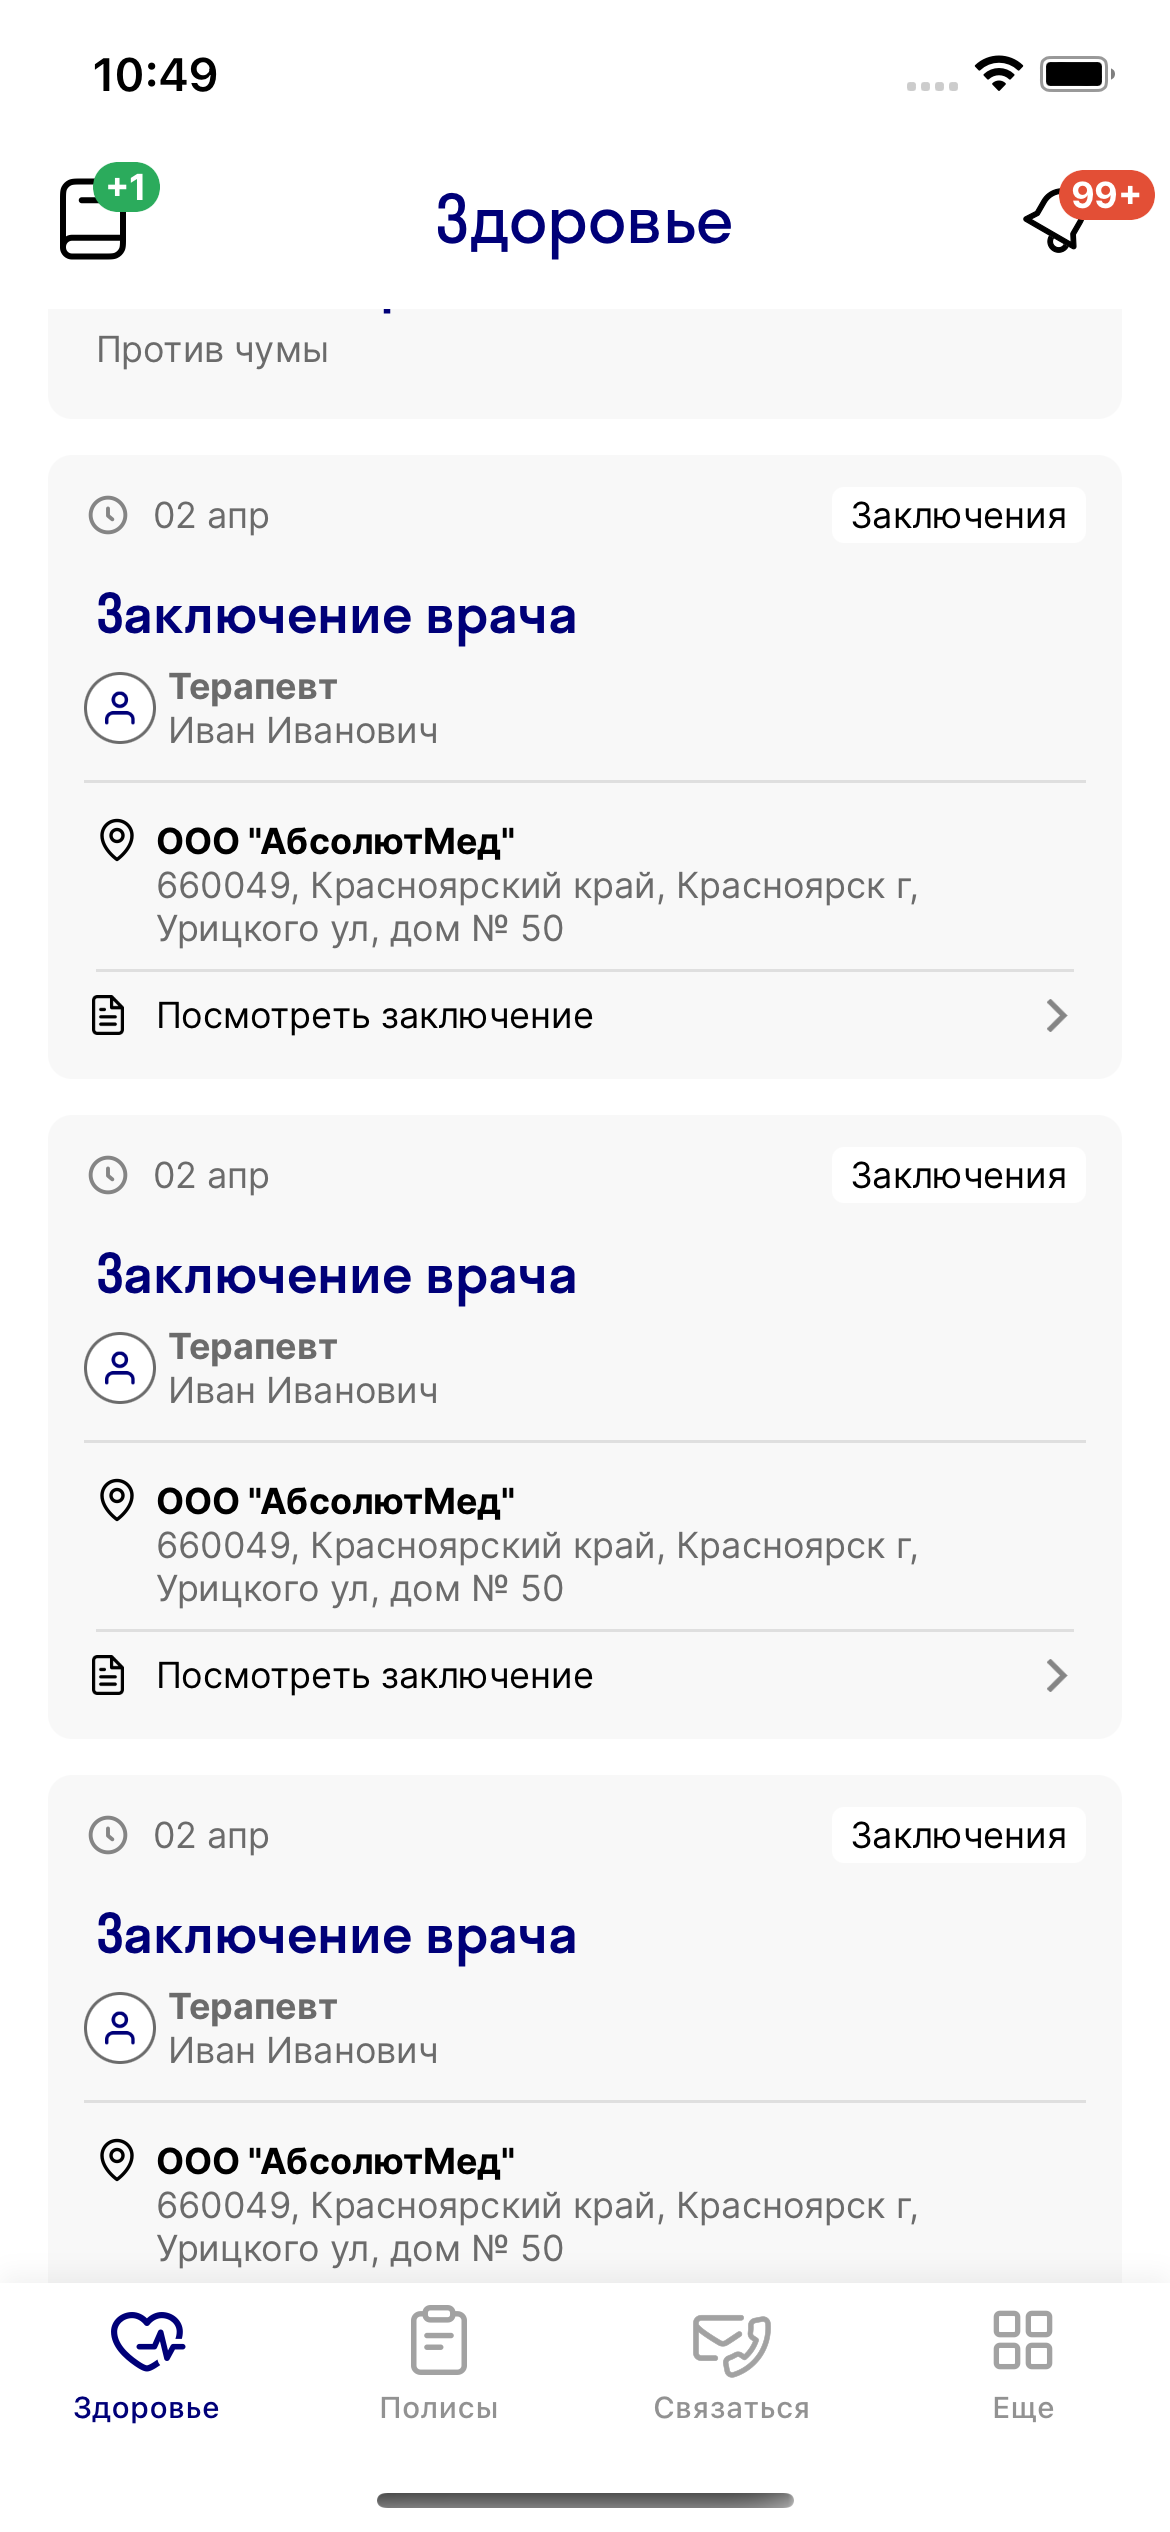 10:49
+1
Здоровье
99+
Против чумы
02 апр
Заключения
Заключение врача
Терапевт
Иван Иванович
ООО "АбсолютМед"
660049, Красноярский край, Красноярск г,
Урицкого ул, дом № 50
Посмотреть заключение
02 апр
Заключения
Заключение врача
Терапевт
Иван Иванович
ООО "АбсолютМед"
660049, Красноярский край, Красноярск г,
Урицкого ул, дом № 50
Посмотреть заключение
02 апр
Заключения
Заключение врача
Терапевт
Иван Иванович
ООО "АбсолютМед"
660049, Красноярский край, Красноярск г,
Урицкого ул, дом № 50
Здоровье
Полисы
Связаться
Еще